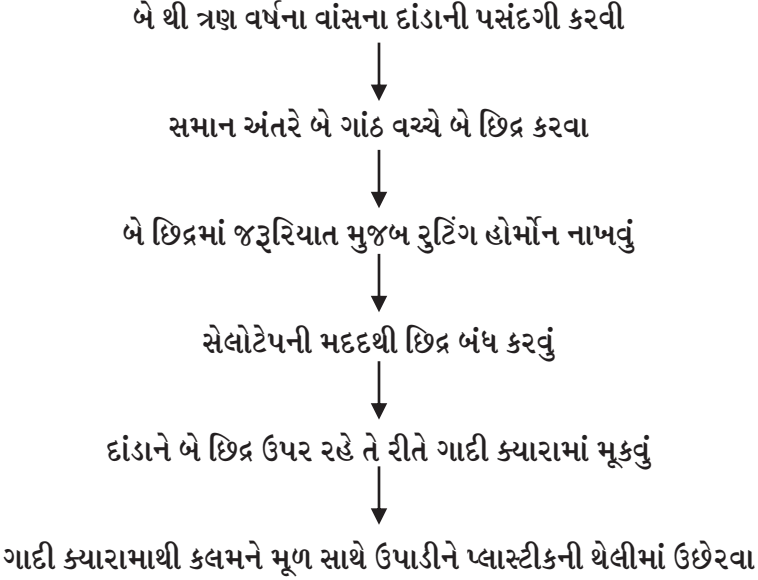 બે થી ત્રણ વર્ષના વાંસના દાંડાની પસંદગી કરવી
સમાન અંતરે બે ગાંઠ વચ્ચે બે છિદ્ર કરવા
બે છિદ્રમાં જરૂરિયાત મુજબ રુટિંગ હોર્મોન નાખવું
સેલોટેપની મદદથી છિદ્ર બંધ કરવું
દાંડાને બે છિદ્ર ઉપર રહે તે રીતે ગાદી ક્યારામાં મૂકવું
ગાદી ક્યારામાથી કલમને મૂળ સાથે ઉપાડીને પ્લાસ્ટીકની થેલીમાં ઉછેરવા